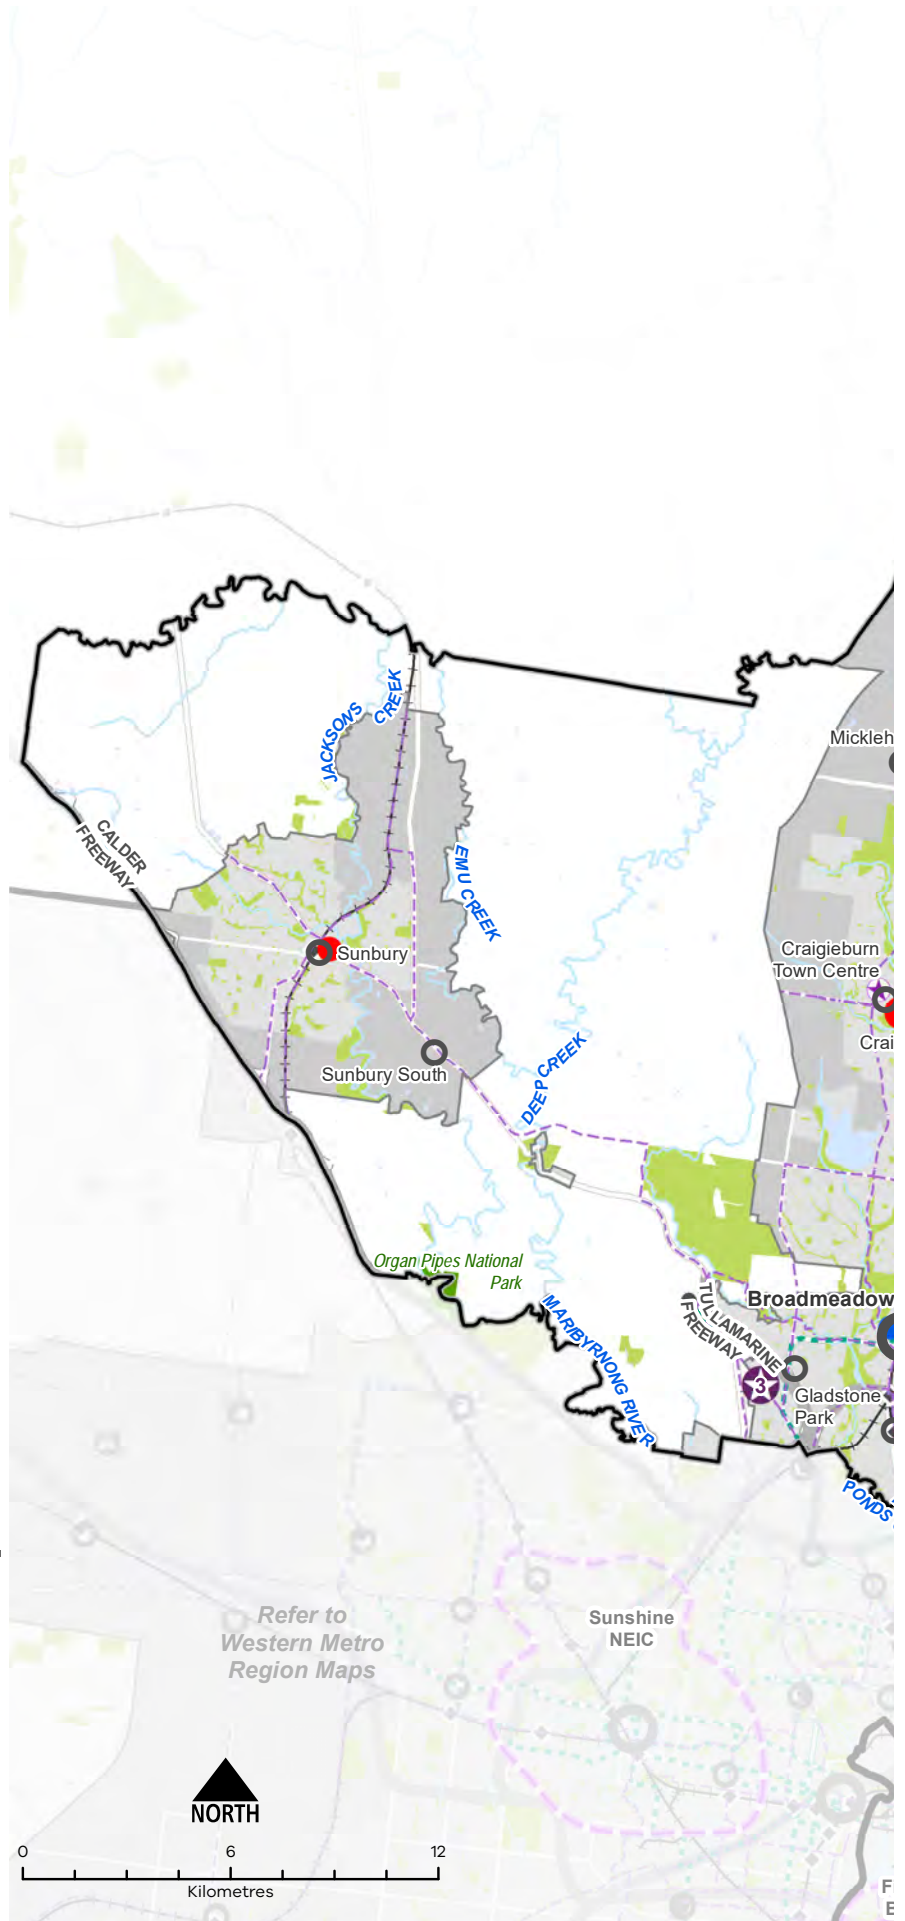 JACKSONS
CREEK
Mickleh
CALDER
FREEWAY
EMU CREEK
Sunbury
Craigieburn
Town Centre
Crai
Sunbury South
DEEP CREEK
Organ Pipes National
Park
MARIBYRNONG RIVER
TULLAMARINE
FREEWAY
Broadmeadow
3
Gladstone
Park
PONDS
Refer to
Western Metro
Region Maps
Sunshine
NEIC
NORTH
0 6 12
Kilometres